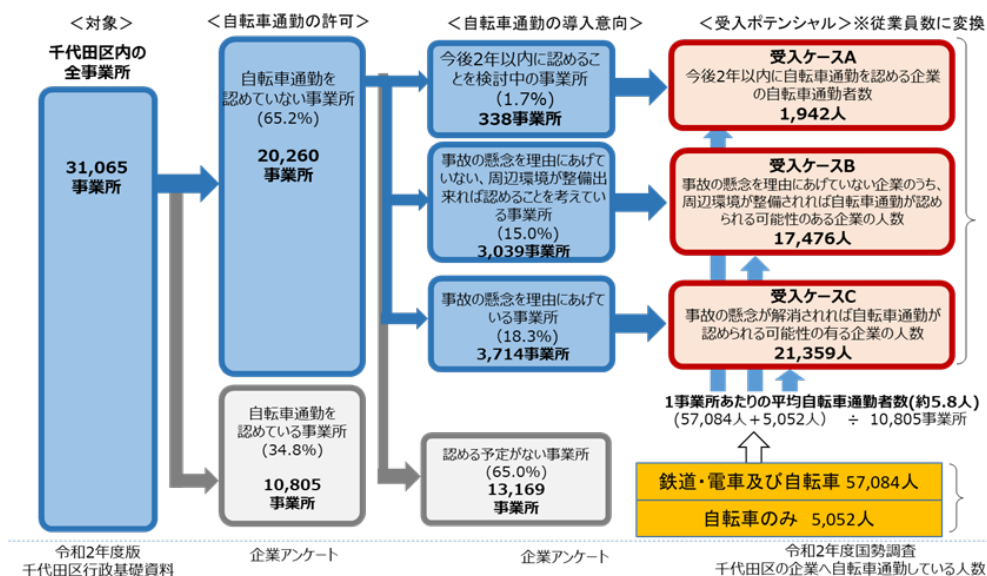 ＜対象＞
千代田区内の
全事業所
31,065
事業所
令和2年度版
千代田区行政基礎資料
＜自転車通勤の許可＞
自転車通勤を
認めていない事業所
(65.2%)
20,260
事業所
自転車通勤を
認めている事業所
(34.8%)
10,805
事業所
企業アンケート
＜自転車通勤の導入意向＞
今後2年以内に認めるこ
とを検討中の事業所
(1.7%)
338事業所
事故の懸念を理由にあげて
いない、周辺環境が整備出
来れば認めることを考えてい
る事業所
(15.0%)
3,039事業所
事故の懸念を理由にあげて
いる事業所
(18.3%)
3,714事業所
認める予定がない事業所
(65.0%)
13,169
事業所
企業アンケート
＜受入ポテンシャル＞※従業員数に変換
受入ケースA
今後2年以内に自転車通勤を認める企業
の自転車通勤者数
1,942人
受入ケースB
事故の懸念を理由にあげていない企業のうち、
周辺環境が整備されれば自転車通勤が認め
られる可能性のある企業の人数
17,476人
受入ケースC
事故の懸念が解消されれば自転車通勤が
認められる可能性の有る企業の人数
21,359人
1事業所あたりの平均自転車通勤者数(約5.8人)
(57,084人＋5,052人) ÷ 10,805事業所
鉄道・電車及び自転車 57,084人
自転車のみ 5,052人
令和2年度国勢調査
千代田区の企業へ自転車通勤している人数